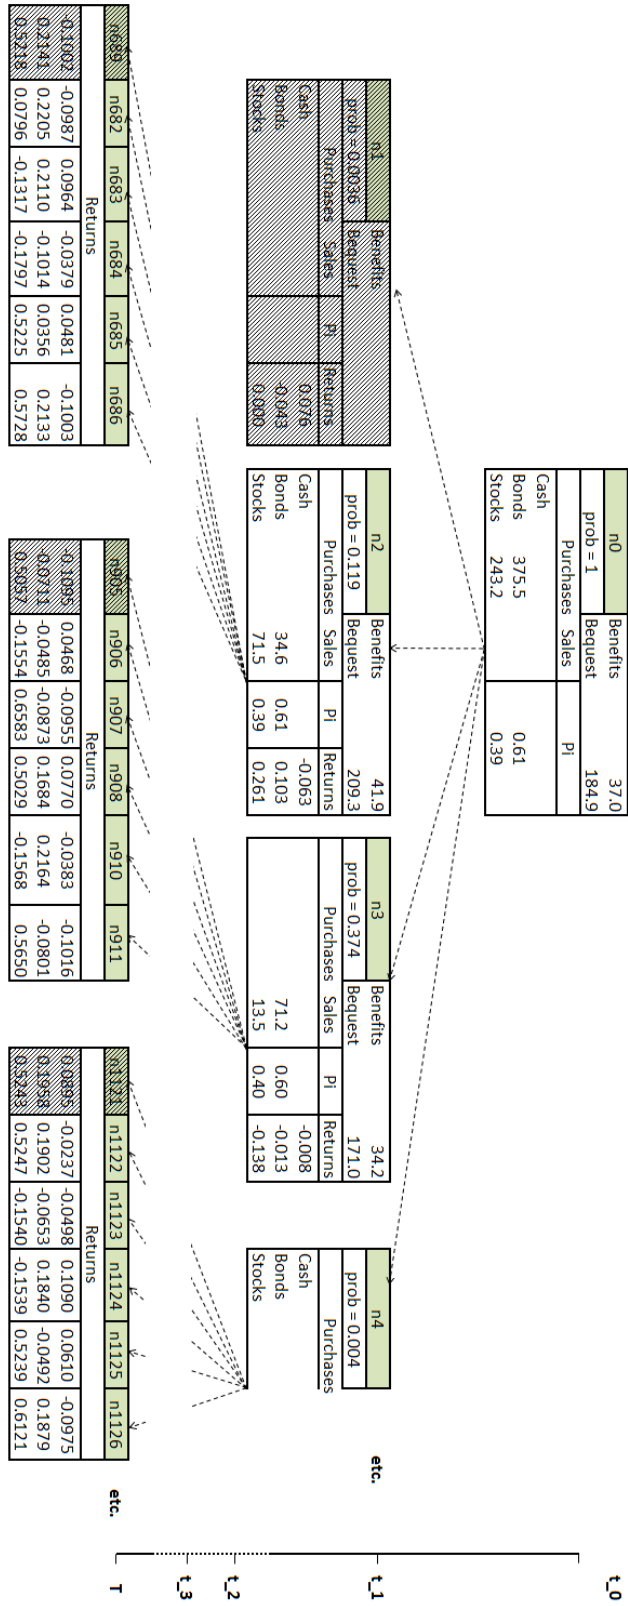 n0 Benefits 37.0
prob = 1 Bequest 184.9
Purchases Sales Pi
Cash
Bonds 375.5 0.61
Stocks 243.2 0.39
t_0
n1 Benefits
prob = 0.0036 Bequest
Purchases Sales Pi Returns
Cash 0.076
Bonds -0.043
Stocks 0.000
n2 Benefits 41.9
prob = 0.119 Bequest 209.3
Purchases Sales Pi Returns
Cash -0.063
Bonds 34.6 0.61 0.103
Stocks 71.5 0.39 0.261
n3 Benefits 34.2
prob = 0.374 Bequest 171.0
Purchases Sales Pi Returns
-0.008
71.2 0.60 -0.013
13.5 0.40 -0.138
n4
prob = 0.004
Purchases
Cash
Bonds
Stocks
etc.
t_1
t_2
t_3
n689 n682 n683 n684 n685 n686
Returns
-0.1002 -0.0987 0.0964 -0.0379 0.0481 -0.1003
0.2141 0.2205 0.2110 -0.1014 0.0356 0.2133
0.5218 0.0796 -0.1317 -0.1797 0.5225 0.5728
n905 n906 n907 n908 n910 n911
Returns
-0.1095 0.0468 -0.0955 0.0770 -0.0383 -0.1016
-0.0711 -0.0485 -0.0873 0.1684 0.2164 -0.0801
0.5057 -0.1554 0.6583 0.5029 -0.1568 0.5650
n1121 n1122 n1123 n1124 n1125 n1126
Returns
0.0895 -0.0237 -0.0498 0.1090 0.0610 -0.0975
0.1958 0.1902 -0.0653 0.1840 -0.0492 0.1879
0.5243 0.5247 -0.1540 -0.1539 0.5239 0.6121
etc.
T